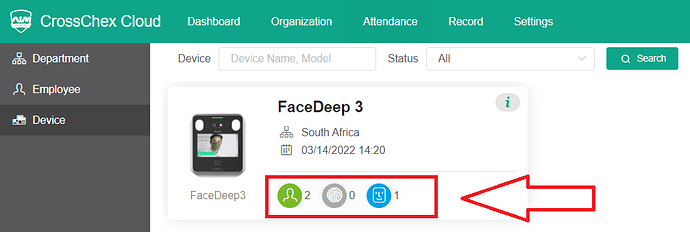 CrossChex Cloud Dashboard Organization Attendance Record Settings
Department
Employee
Device
Device Device Name, Model Status All Search
FaceDeep 3
South Africa
03/14/2022 14:20
FaceDeep3
2 0 1